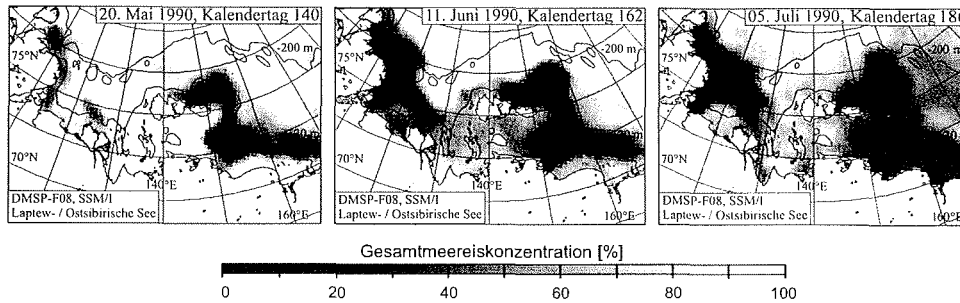 20. Mai 1990, Kalendertag 140
-200 m
75°N
70°N
140°E
160°E
DMSP-F08, SSM/I
Laptew- / Ostsibirische See
11. Juni 1990, Kalendertag 162
-200 m
75°N
70°N
140°E
160°E
DMSP-F08, SSM/I
Laptew- / Ostsibirische See
05. Juli 1990, Kalendertag 186
-200 m
75°N
70°N
140°E
160°E
DMSP-F08, SSM/I
Laptew- / Ostsibirische See
Gesamtmeereiskonzentration [%]
0 20 40 60 80 100